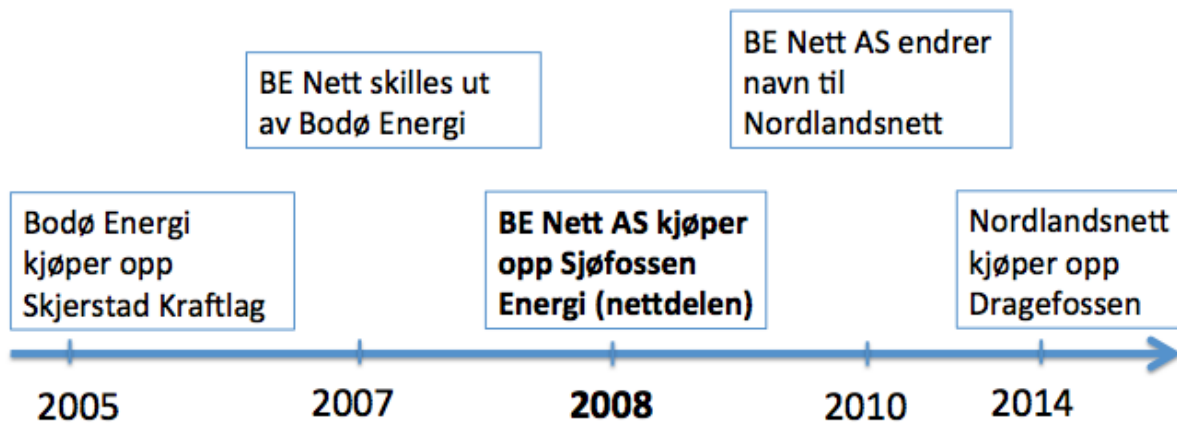 BE Nett skilles ut
av Bodø Energi
BE Nett AS endrer
navn til
Nordlandsnett
Bodø Energi
kjøper opp
Skjerstad Kraftlag
BE Nett AS kjøper
opp Sjøfossen
Energi (nettdelen)
Nordlandsnett
kjøper opp
Dragefossen
2005
2007
2008
2010
2014